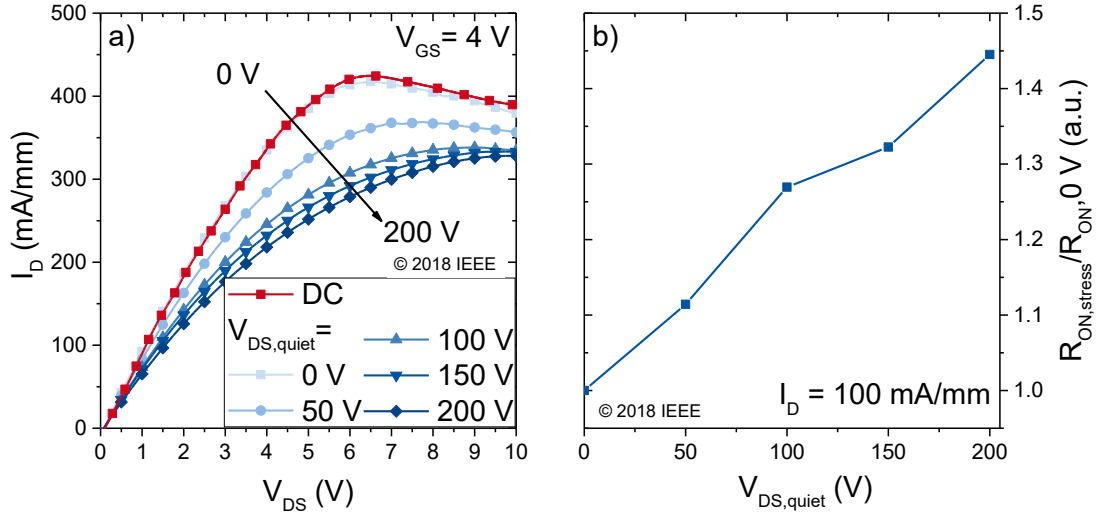 a)
V_GS= 4 V
0 V
200 V
© 2018 IEEE
DC
V_DS,quiet=
100 V
0 V
150 V
50 V
200 V
500
400
300
200
100
0
0 1 2 3 4 5 6 7 8 9 10
I_D (mA/mm)
V_DS (V)
b)
I_D = 100 mA/mm
© 2018 IEEE
1.5
1.4
1.3
1.2
1.1
1.0
0 50 100 150 200
V_DS,quiet (V)
R_ON,stress/R_ON,0 V (a.u.)